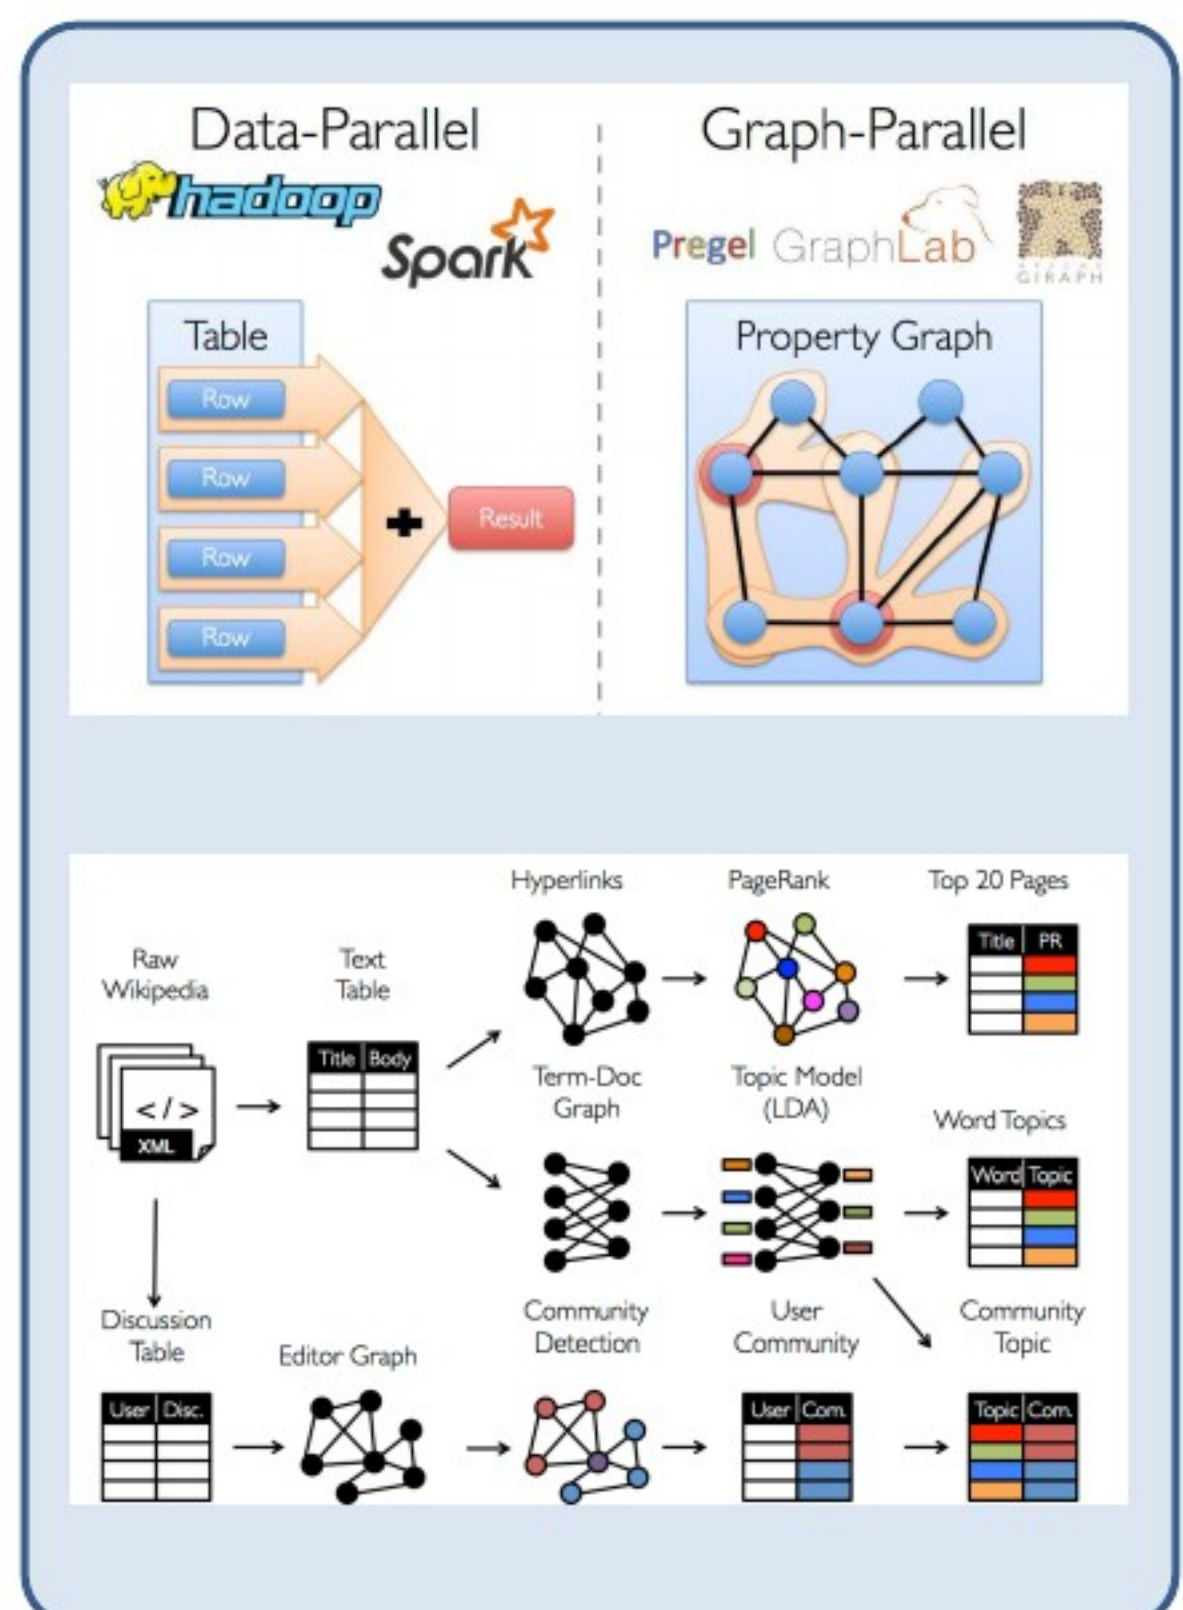 Data-Parallel
hadoop
Spark
Table
Row
Row
Row
Row
Result
Graph-Parallel
Pregel
GraphLab
APACHE
GIRAPH
Property Graph
Hyperlinks
PageRank
Top 20 Pages
Title PR
Raw
Wikipedia
Text
Table
</>
XML
Title Body
Term-Doc
Graph
Topic Model
(LDA)
Word Topics
Word Topic
Discussion
Table
User Disc.
Editor Graph
Community
Detection
User
Community
User Com.
Community
Topic
Topic Com.